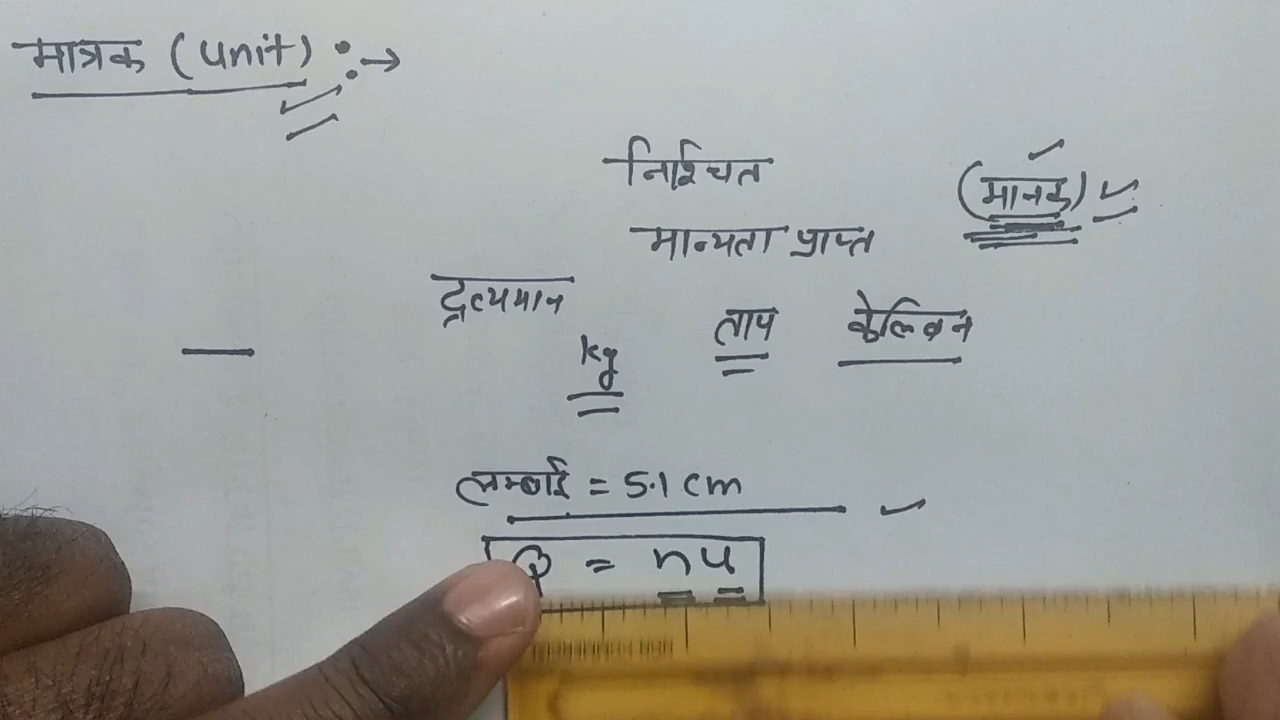 मात्रक (unit) :→
निश्चित
(मानक)
मान्यता प्राप्त
द्रव्यमान
ताप केल्विन
kg
लम्बाई = 5.1 cm
= nu